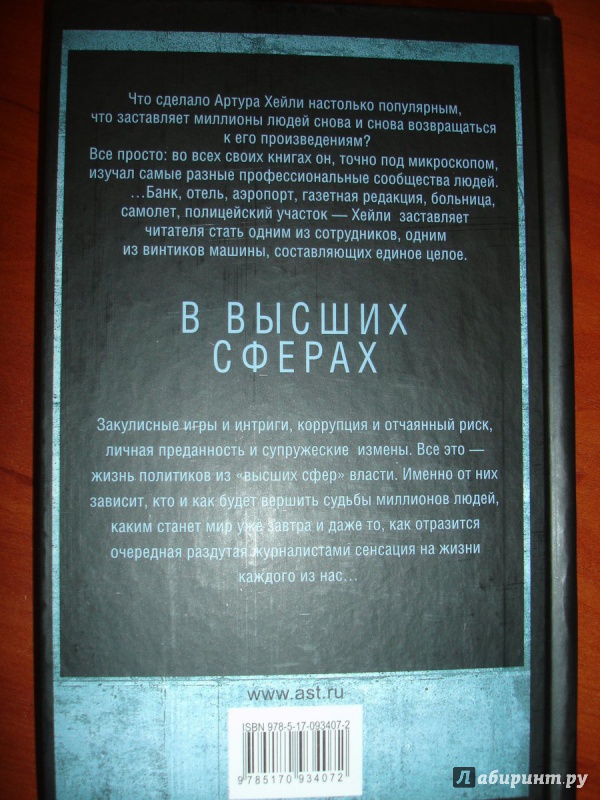 Что сделало Артура Хейли настолько популярным,
что заставляет миллионы людей снова и снова возвращаться
к его произведениям?
Все просто: во всех своих книгах он, точно под микроскопом,
изучал самые разные профессиональные сообщества людей.
...Банк, отель, аэропорт, газетная редакция, больница,
самолет, полицейский участок — Хейли заставляет
читателя стать одним из сотрудников, одним
из винтиков машины, составляющих единое целое.
В ВЫСШИХ
СФЕРАХ
Закулисные игры и интриги, коррупция и отчаянный риск,
личная преданность и супружеские измены. Все это —
жизнь политиков из «высших сфер» власти. Именно от них
зависит, кто и как будет вершить судьбы миллионов людей,
каким станет мир уже завтра и даже то, как отразится
очередная раздутая журналистами сенсация на жизни
каждого из нас...
www.ast.ru
ISBN 978-5-17-093407-2
9 785170 934072
Лабиринт.ру